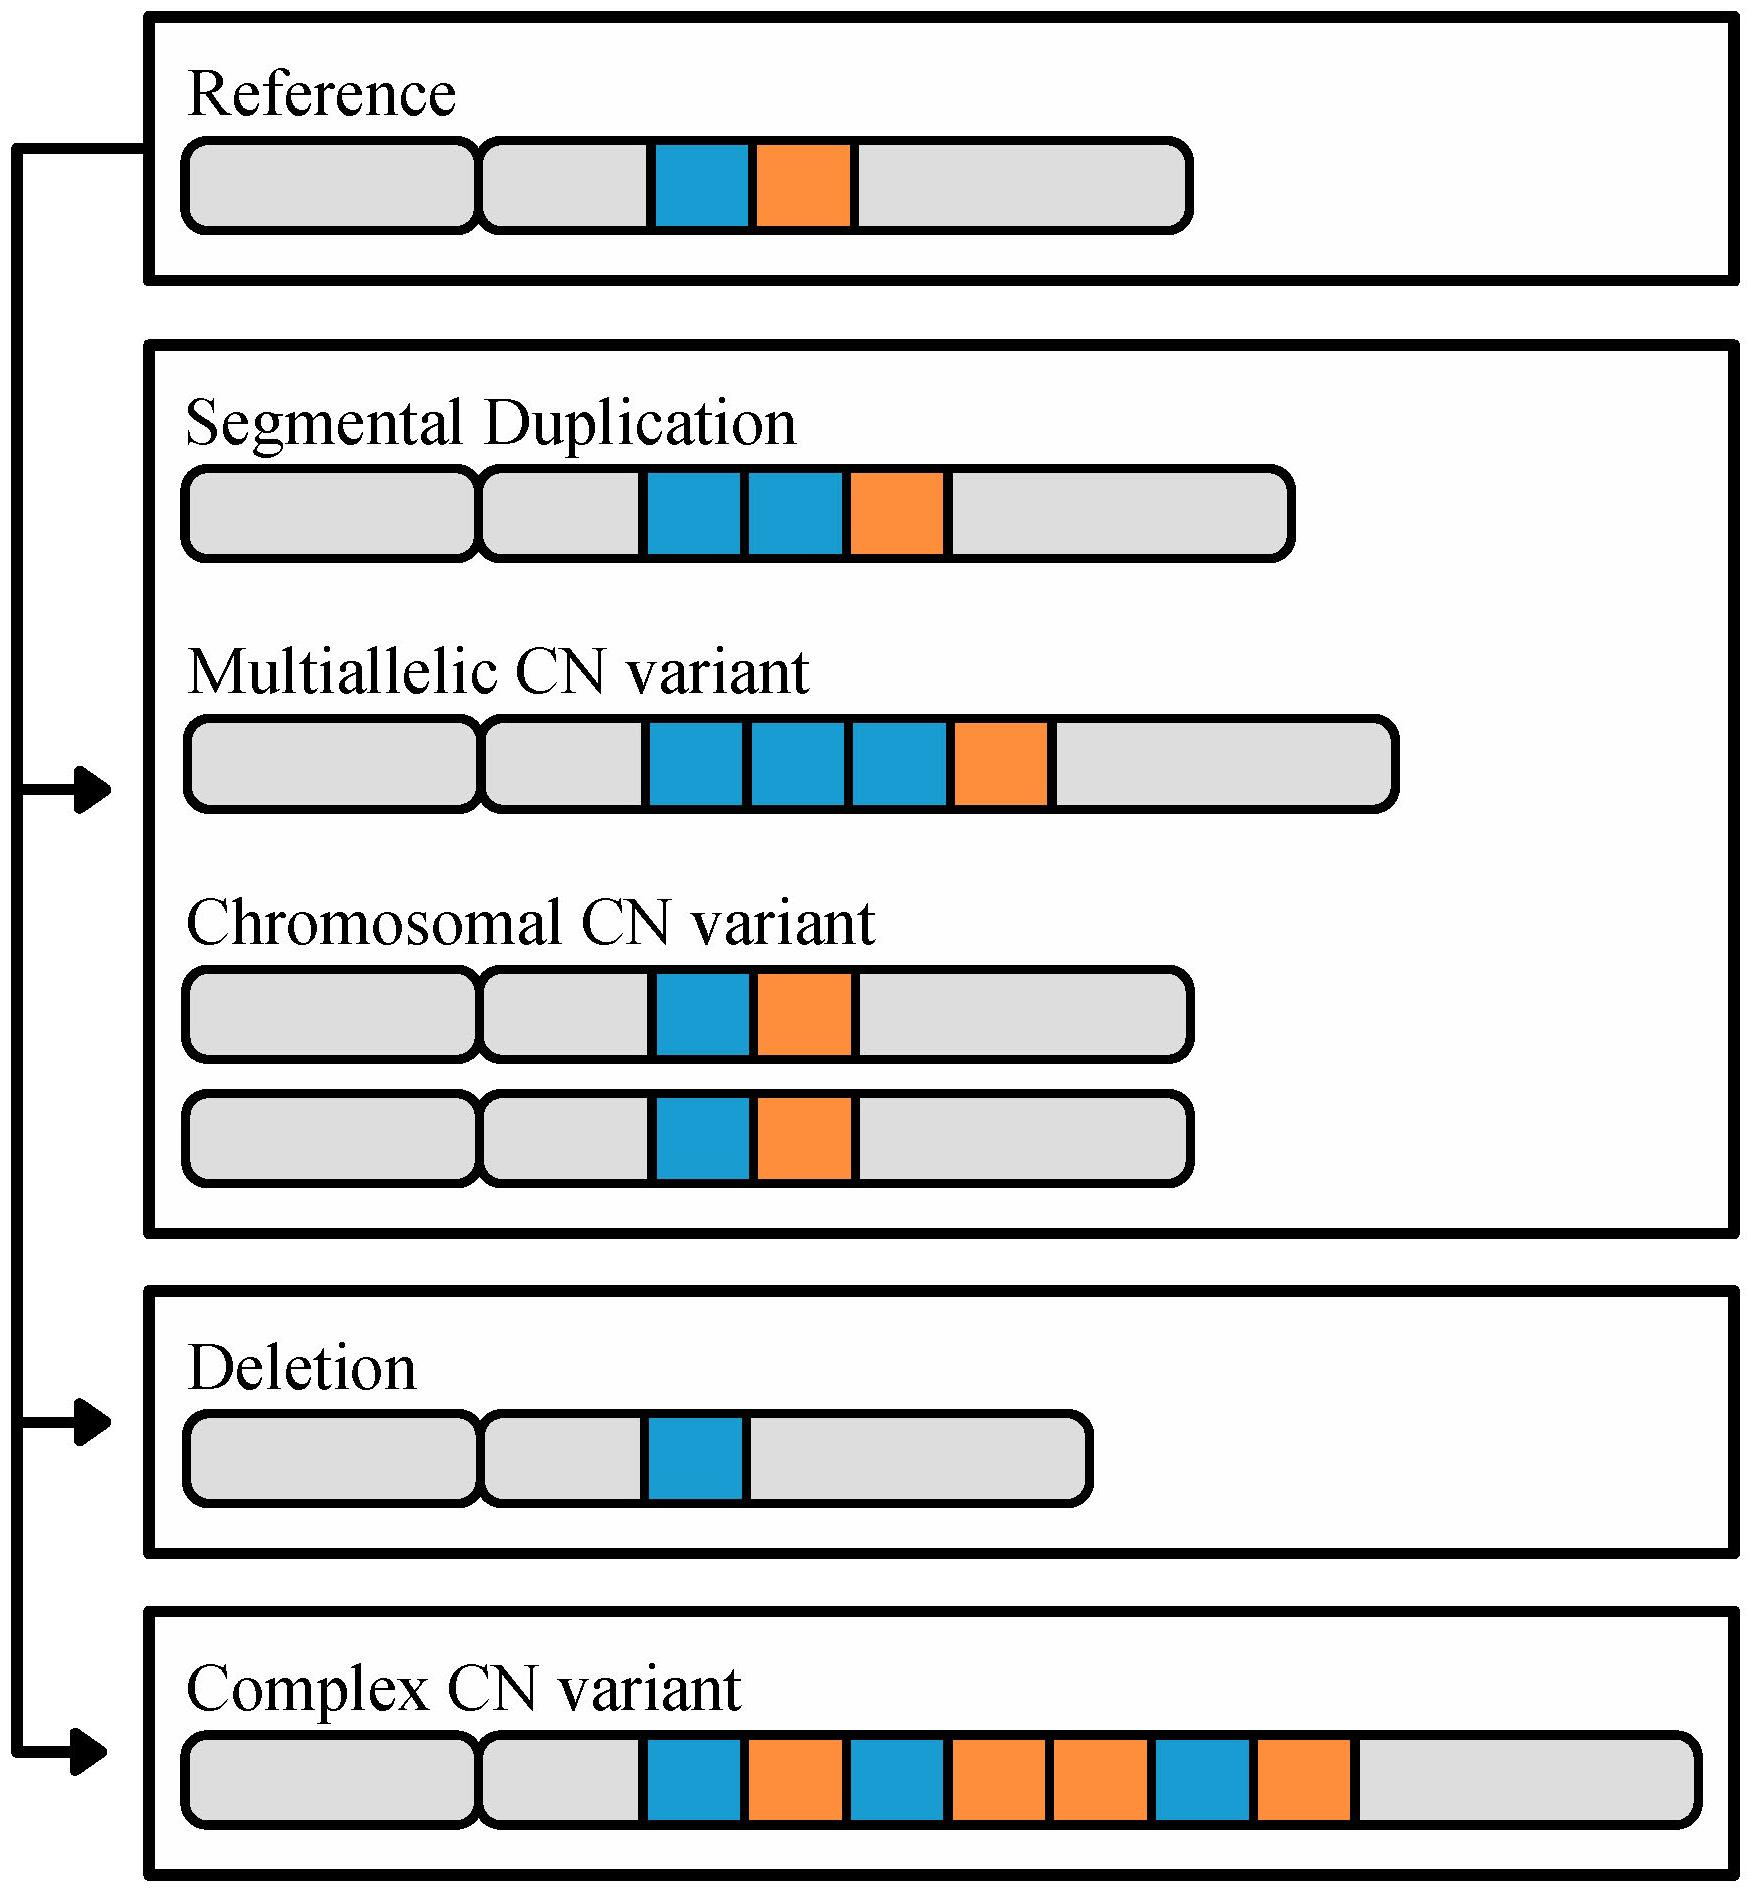 Reference
Segmental Duplication
Multiallelic CN variant
Chromosomal CN variant
Deletion
Complex CN variant